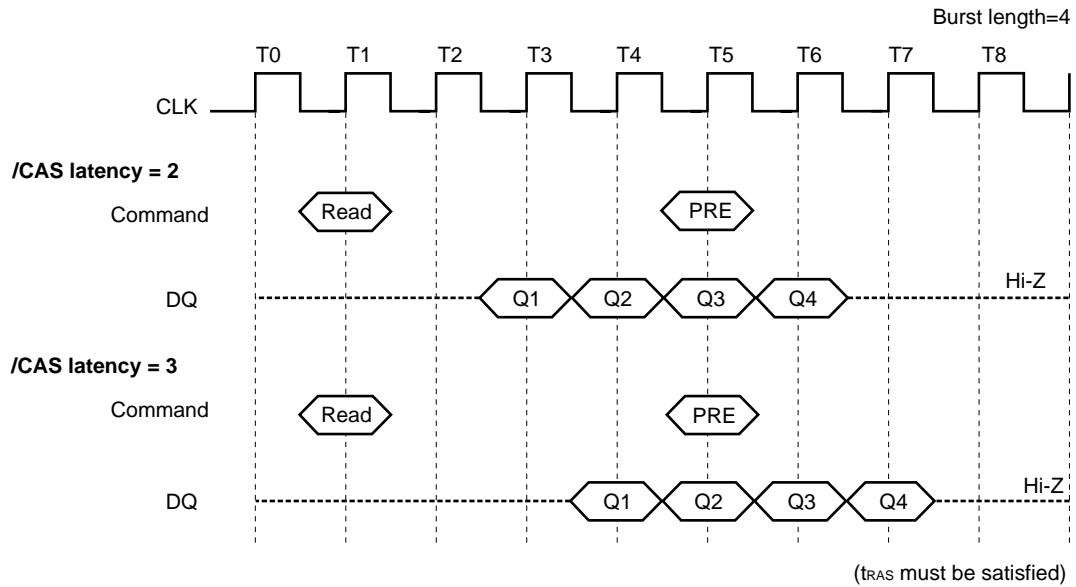 Burst length=4
T0 T1 T2 T3 T4 T5 T6 T7 T8
CLK
/CAS latency = 2
Command Read PRE
Hi-Z
DQ Q1 Q2 Q3 Q4
/CAS latency = 3
Command Read PRE
Hi-Z
DQ Q1 Q2 Q3 Q4
(tRAS must be satisfied)